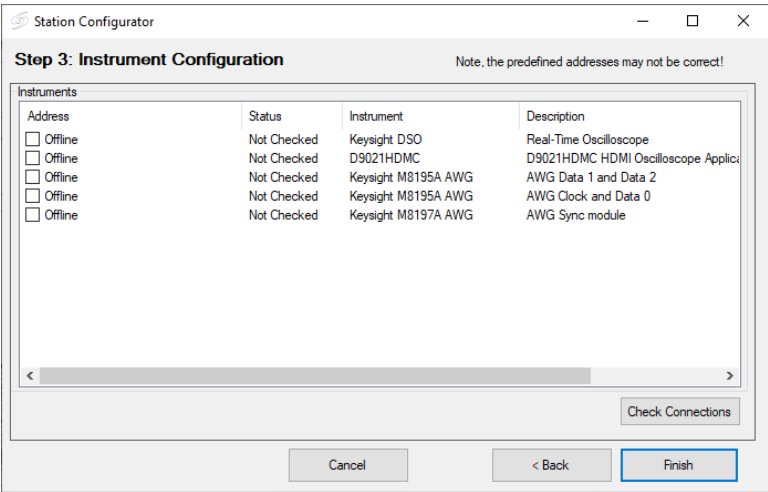 Station Configurator
Step 3: Instrument Configuration Note, the predefined addresses may not be correct!
Instruments
Address Status Instrument Description
Offline Not Checked Keysight DSO Real-Time Oscilloscope
Offline Not Checked D9021HDMC D9021HDMC HDMI Oscilloscope Applica
Offline Not Checked Keysight M8195A AWG AWG Data 1 and Data 2
Offline Not Checked Keysight M8195A AWG AWG Clock and Data 0
Offline Not Checked Keysight M8197A AWG AWG Sync module
Check Connections
Cancel < Back Finish